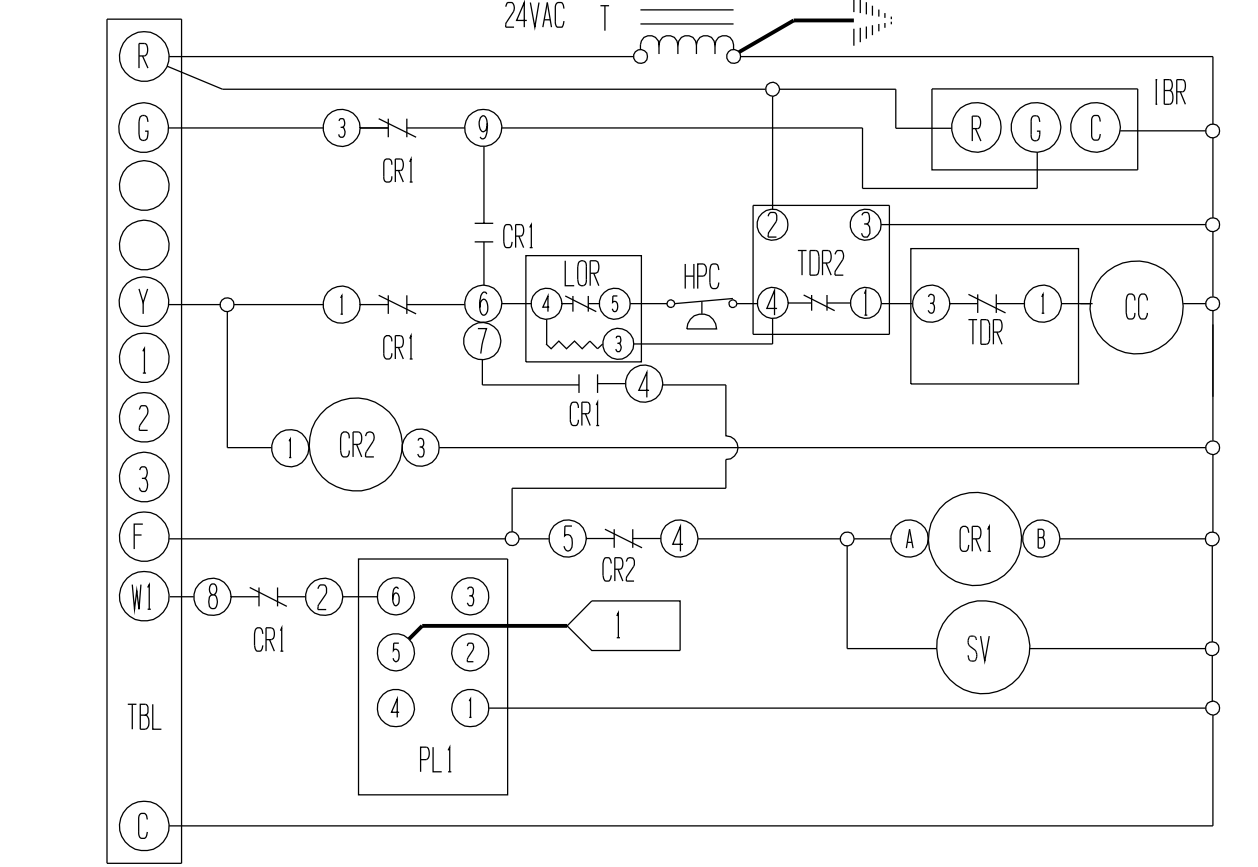 24VAC T
R
IBR
R G C
G 3 9
CR1
CR1
2 3
TDR2
LOR HPC
Y 1 6 4 5 4 1 3 1 CC
CR1 7 3 TDR
1
4
CR1
2
1 CR2 3
3
F 5 4 A CR1 B
CR2
W1 8 2 6 3
CR1
1
5 2 SV
4 1
TBL
PL1
C